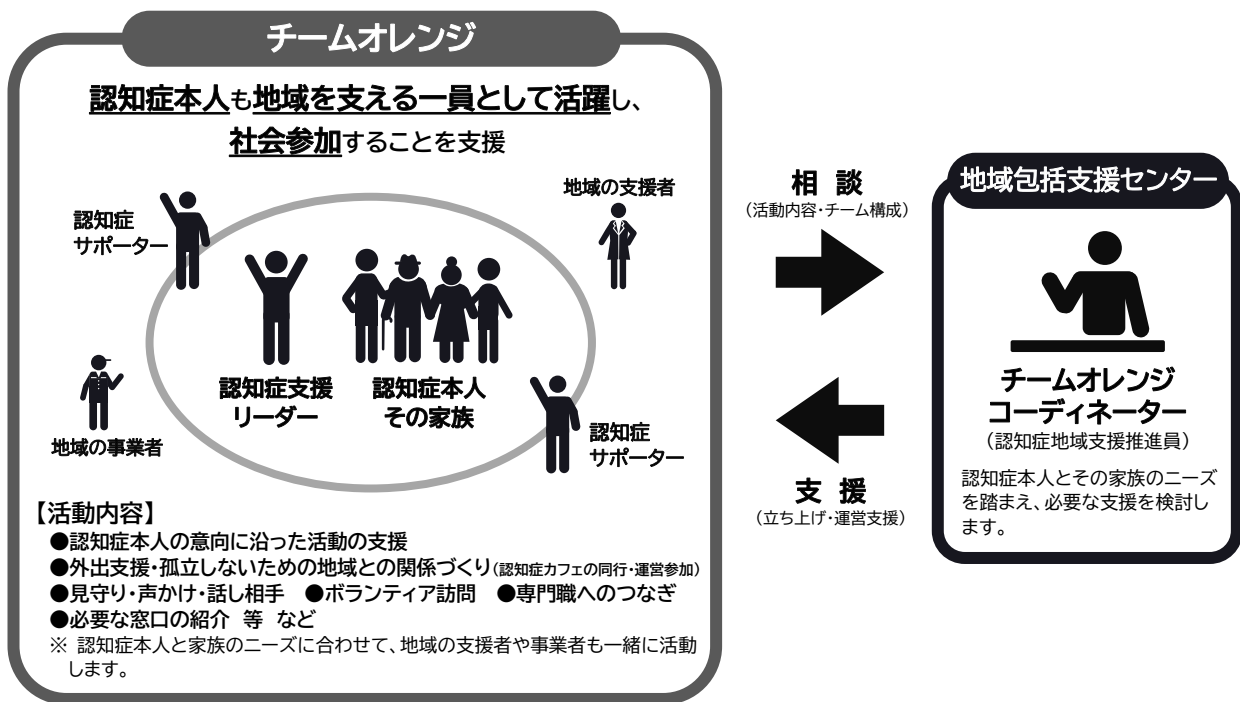 チームオレンジ
認知症本人も地域を支える一員として活躍し、
社会参加することを支援
認知症
サポーター
地域の支援者
認知症支援
リーダー
認知症本人
その家族
地域の事業者
認知症
サポーター
【活動内容】
●認知症本人の意向に沿った活動の支援
●外出支援・孤立しないための地域との関係づくり(認知症カフェの同行・運営参加)
●見守り・声かけ・話し相手 ●ボランティア訪問 ●専門職へのつなぎ
●必要な窓口の紹介 等 など
※ 認知症本人と家族のニーズに合わせて、地域の支援者や事業者も一緒に活動
します。
相 談
（活動内容・チーム構成）
支 援
（立ち上げ・運営支援）
地域包括支援センター
チームオレンジ
コーディネーター
（認知症地域支援推進員）
認知症本人とその家族のニーズ
を踏まえ、必要な支援を検討し
ます。